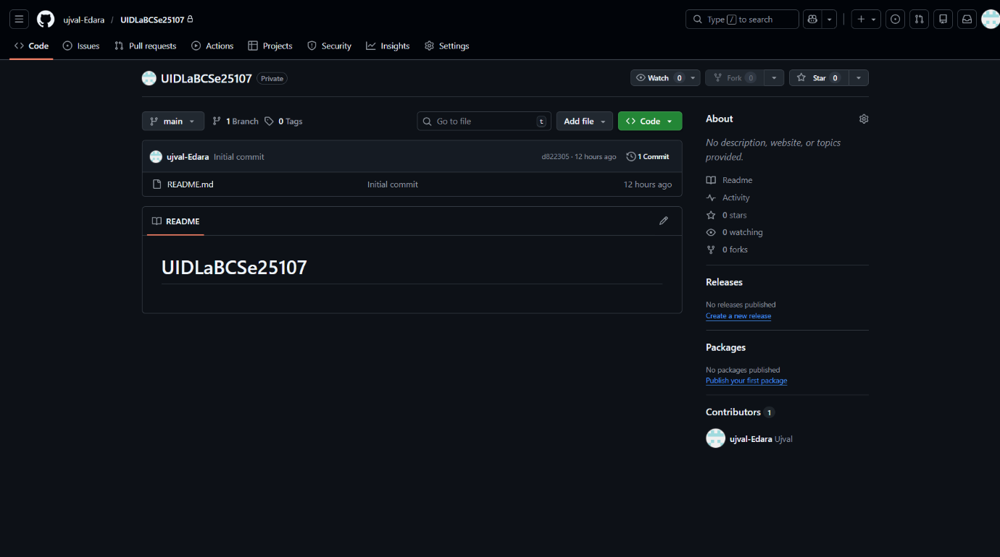 ujval-Edara / UIDLaBCSe25107
Type / to search
Code Issues Pull requests Actions Projects Security Insights Settings
UIDLaBCSe25107 Private
Watch 0 Fork 0 Star 0
main 1 Branch 0 Tags Go to file t Add file Code
ujval-Edara Initial commit d822305 · 12 hours ago 1 Commit
README.md Initial commit 12 hours ago
README
UIDLaBCSe25107
About
No description, website, or topics
provided.
Readme
Activity
0 stars
0 watching
0 forks
Releases
No releases published
Create a new release
Packages
No packages published
Publish your first package
Contributors 1
ujval-Edara Ujval